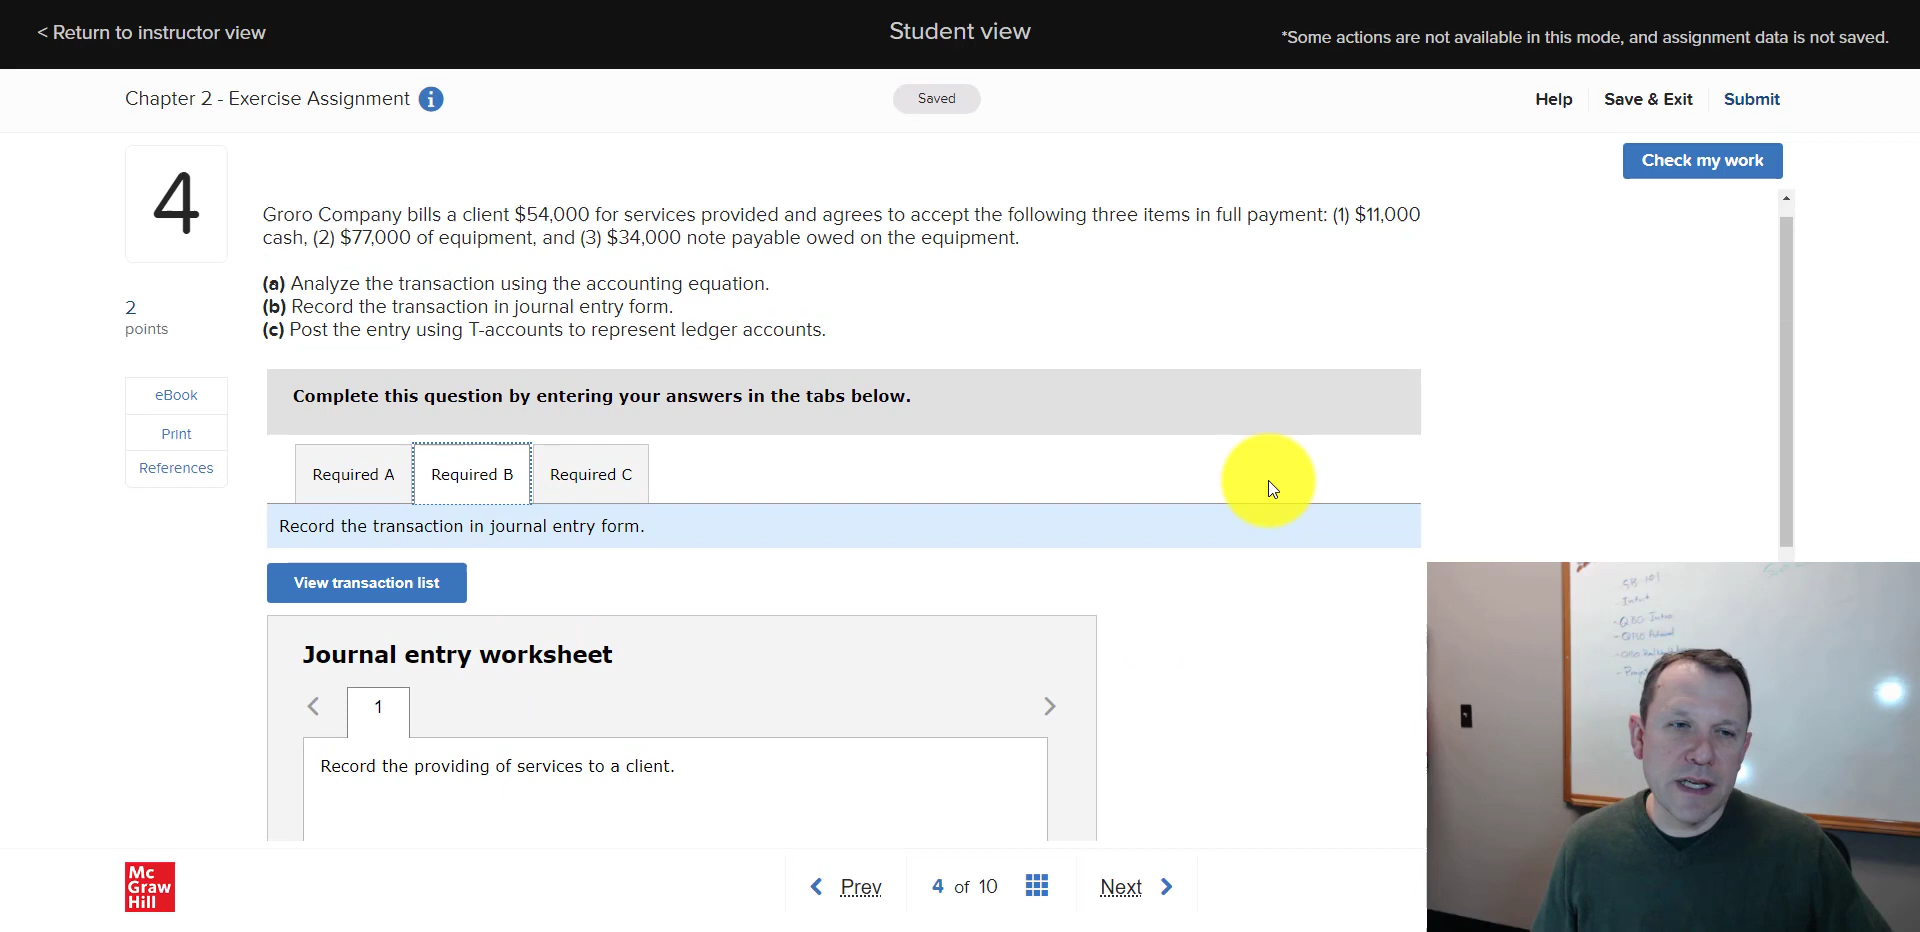 < Return to instructor view
Student view
*Some actions are not available in this mode, and assignment data is not saved.
Chapter 2 - Exercise Assignment i
Saved
Help
Save & Exit
Submit
4
Check my work
Groro Company bills a client $54,000 for services provided and agrees to accept the following three items in full payment: (1) $11,000
cash, (2) $77,000 of equipment, and (3) $34,000 note payable owed on the equipment.
(a) Analyze the transaction using the accounting equation.
(b) Record the transaction in journal entry form.
(c) Post the entry using T-accounts to represent ledger accounts.
2
points
eBook
Print
References
Complete this question by entering your answers in the tabs below.
Required A
Required B
Required C
Record the transaction in journal entry form.
View transaction list
Journal entry worksheet
1
Record the providing of services to a client.
SB 101
Mc
Graw
Hill
Prev
4 of 10
Next